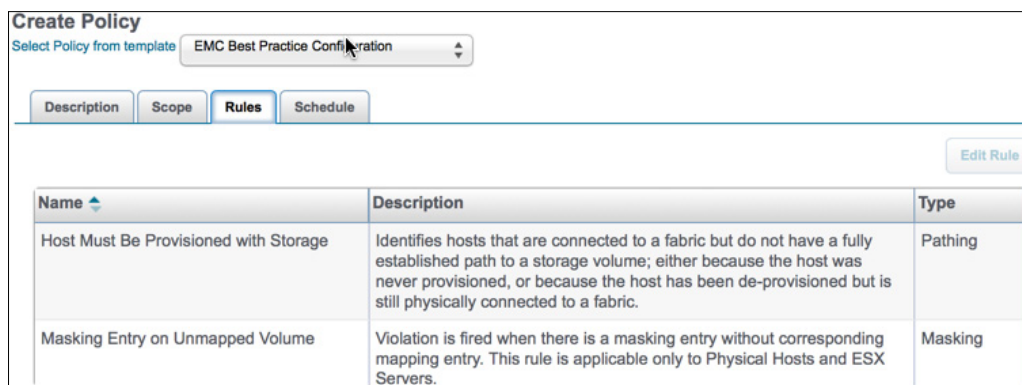 Create Policy
Select Policy from template EMC Best Practice Configuration
Description Scope Rules Schedule
Edit Rule
Name Description Type
Host Must Be Provisioned with Storage Identifies hosts that are connected to a fabric but do not have a fully Pathing
established path to a storage volume; either because the host was
never provisioned, or because the host has been de-provisioned but is
still physically connected to a fabric.
Masking Entry on Unmapped Volume Violation is fired when there is a masking entry without corresponding Masking
mapping entry. This rule is applicable only to Physical Hosts and ESX
Servers.